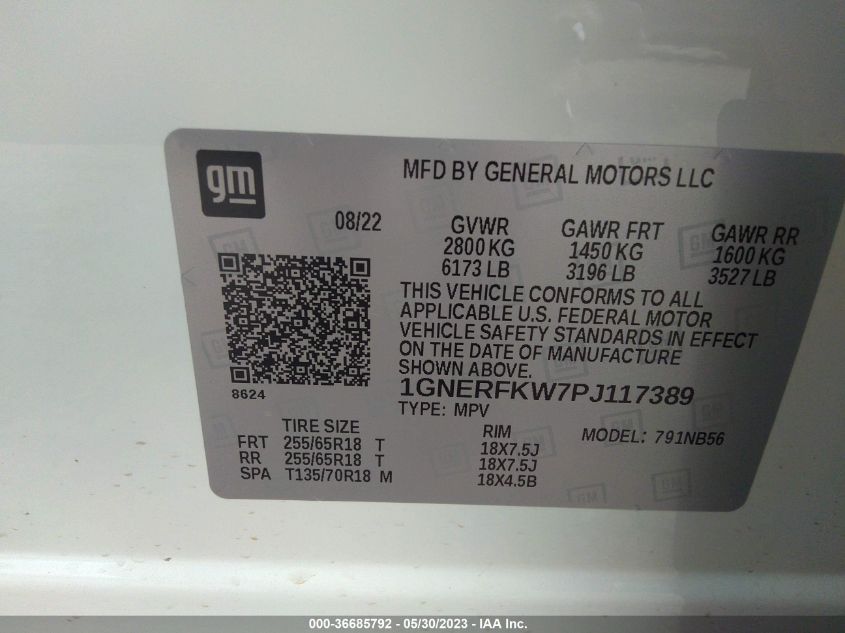 gm
MFD BY GENERAL MOTORS LLC
08/22
GVWR
2800 KG
6173 LB
GAWR FRT
1450 KG
3196 LB
GAWR RR
1600 KG
3527 LB
THIS VEHICLE CONFORMS TO ALL
APPLICABLE U.S. FEDERAL MOTOR
VEHICLE SAFETY STANDARDS IN EFFECT
ON THE DATE OF MANUFACTURE
SHOWN ABOVE.
8624
1GNERFKW7PJ117389
TYPE: MPV
MODEL: 791NB56
TIRE SIZE
FRT 255/65R18 T
RR 255/65R18 T
SPA T135/70R18 M
RIM
18X7.5J
18X7.5J
18X4.5B
000-36685792 - 05/30/2023 - IAA Inc.